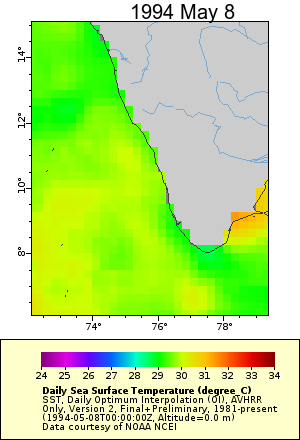 1994 May 8
14°
12°
10°
8°
74°
76°
78°
24 25 26 27 28 29 30 31 32 33 34
Daily Sea Surface Temperature (degree_C)
SST, Daily Optimum Interpolation (OI), AVHRR
Only, Version 2, Final+Preliminary, 1981-present
(1994-05-08T00:00:00Z, Altitude=0.0 m)
Data courtesy of NOAA NCEI